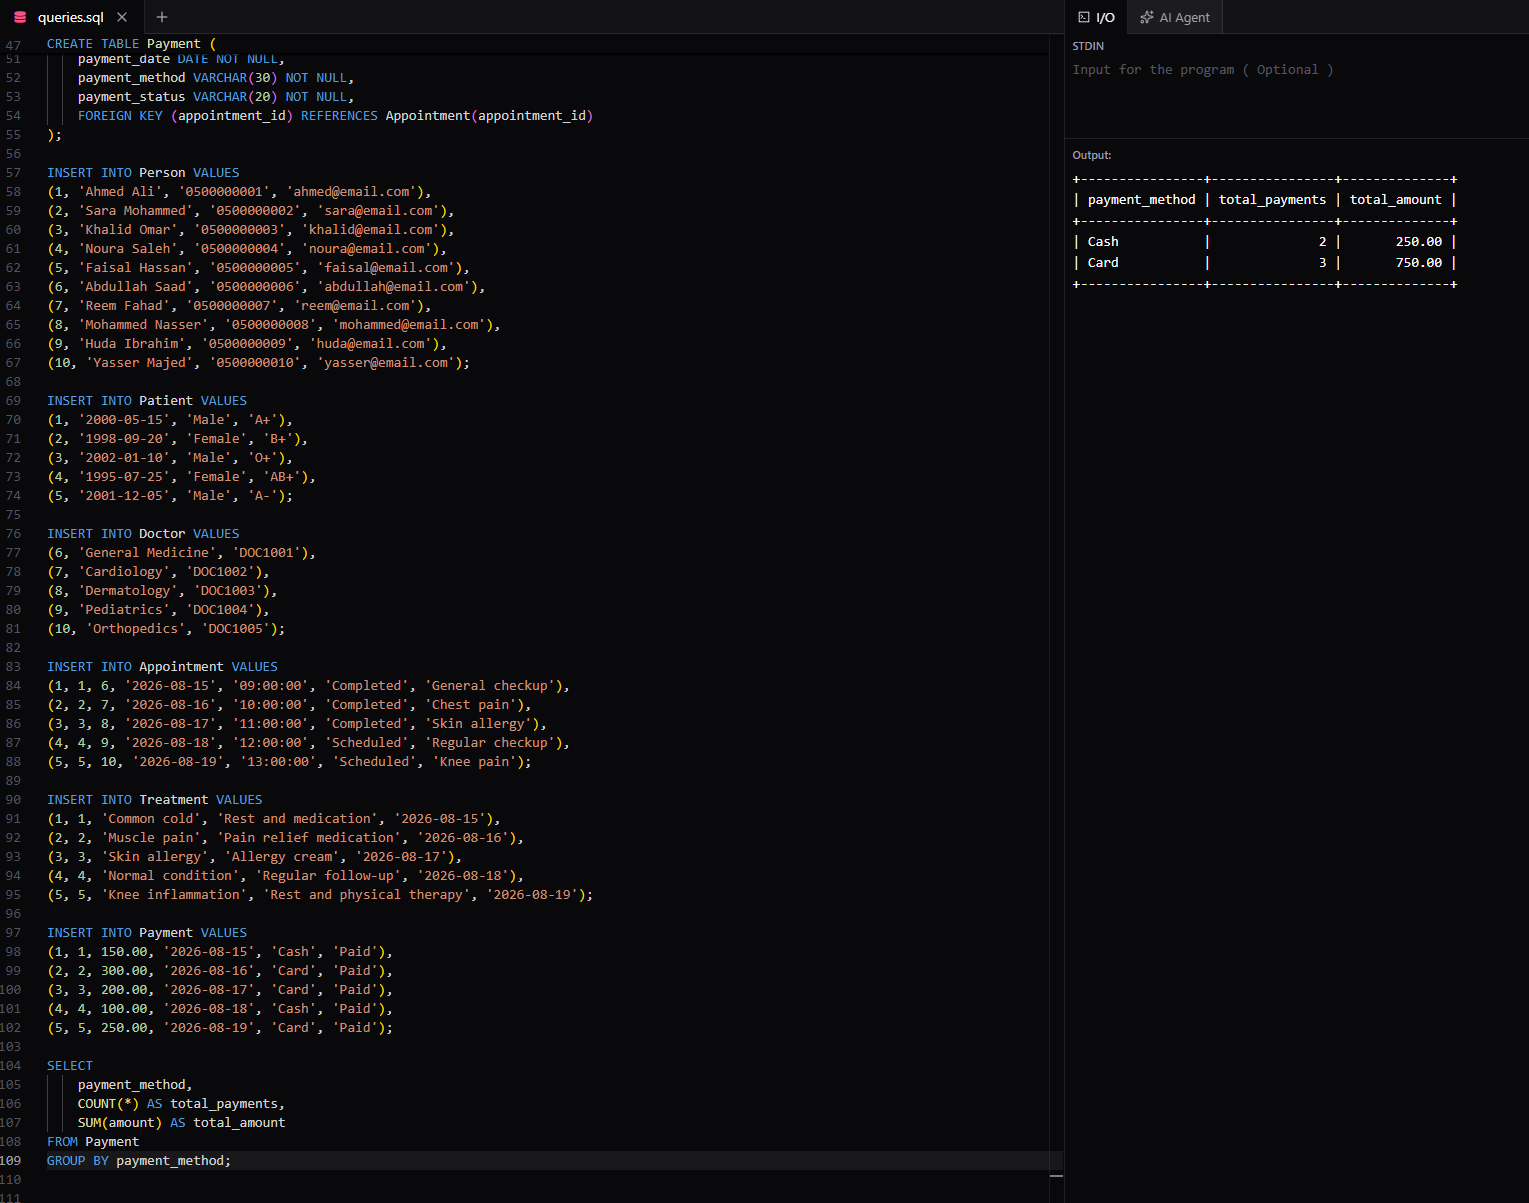 queries.sql
47 CREATE TABLE Payment (
51     payment_date DATE NOT NULL,
52     payment_method VARCHAR(30) NOT NULL,
53     payment_status VARCHAR(20) NOT NULL,
54     FOREIGN KEY (appointment_id) REFERENCES Appointment(appointment_id)
55 );
56
57 INSERT INTO Person VALUES
58 (1, 'Ahmed Ali', '0500000001', 'ahmed@email.com'),
59 (2, 'Sara Mohammed', '0500000002', 'sara@email.com'),
60 (3, 'Khalid Omar', '0500000003', 'khalid@email.com'),
61 (4, 'Noura Saleh', '0500000004', 'noura@email.com'),
62 (5, 'Faisal Hassan', '0500000005', 'faisal@email.com'),
63 (6, 'Abdullah Saad', '0500000006', 'abdullah@email.com'),
64 (7, 'Reem Fahad', '0500000007', 'reem@email.com'),
65 (8, 'Mohammed Nasser', '0500000008', 'mohammed@email.com'),
66 (9, 'Huda Ibrahim', '0500000009', 'huda@email.com'),
67 (10, 'Yasser Majed', '0500000010', 'yasser@email.com');
68
69 INSERT INTO Patient VALUES
70 (1, '2000-05-15', 'Male', 'A+'),
71 (2, '1998-09-20', 'Female', 'B+'),
72 (3, '2002-01-10', 'Male', 'O+'),
73 (4, '1995-07-25', 'Female', 'AB+'),
74 (5, '2001-12-05', 'Male', 'A-');
75
76 INSERT INTO Doctor VALUES
77 (6, 'General Medicine', 'DOC1001'),
78 (7, 'Cardiology', 'DOC1002'),
79 (8, 'Dermatology', 'DOC1003'),
80 (9, 'Pediatrics', 'DOC1004'),
81 (10, 'Orthopedics', 'DOC1005');
82
83 INSERT INTO Appointment VALUES
84 (1, 1, 6, '2026-08-15', '09:00:00', 'Completed', 'General checkup'),
85 (2, 2, 7, '2026-08-16', '10:00:00', 'Completed', 'Chest pain'),
86 (3, 3, 8, '2026-08-17', '11:00:00', 'Completed', 'Skin allergy'),
87 (4, 4, 9, '2026-08-18', '12:00:00', 'Scheduled', 'Regular checkup'),
88 (5, 5, 10, '2026-08-19', '13:00:00', 'Scheduled', 'Knee pain');
89
90 INSERT INTO Treatment VALUES
91 (1, 1, 'Common cold', 'Rest and medication', '2026-08-15'),
92 (2, 2, 'Muscle pain', 'Pain relief medication', '2026-08-16'),
93 (3, 3, 'Skin allergy', 'Allergy cream', '2026-08-17'),
94 (4, 4, 'Normal condition', 'Regular follow-up', '2026-08-18'),
95 (5, 5, 'Knee inflammation', 'Rest and physical therapy', '2026-08-19');
96
97 INSERT INTO Payment VALUES
98 (1, 1, 150.00, '2026-08-15', 'Cash', 'Paid'),
99 (2, 2, 300.00, '2026-08-16', 'Card', 'Paid'),
100 (3, 3, 200.00, '2026-08-17', 'Card', 'Paid'),
101 (4, 4, 100.00, '2026-08-18', 'Cash', 'Paid'),
102 (5, 5, 250.00, '2026-08-19', 'Card', 'Paid');
103
104 SELECT
105     payment_method,
106     COUNT(*) AS total_payments,
107     SUM(amount) AS total_amount
108 FROM Payment
109 GROUP BY payment_method;
110
111
I/O
AI Agent
STDIN
Input for the program ( Optional )
Output:
+----------------+----------------+--------------+
| payment_method | total_payments | total_amount |
+----------------+----------------+--------------+
| Cash           |              2 |       250.00 |
| Card           |              3 |       750.00 |
+----------------+----------------+--------------+